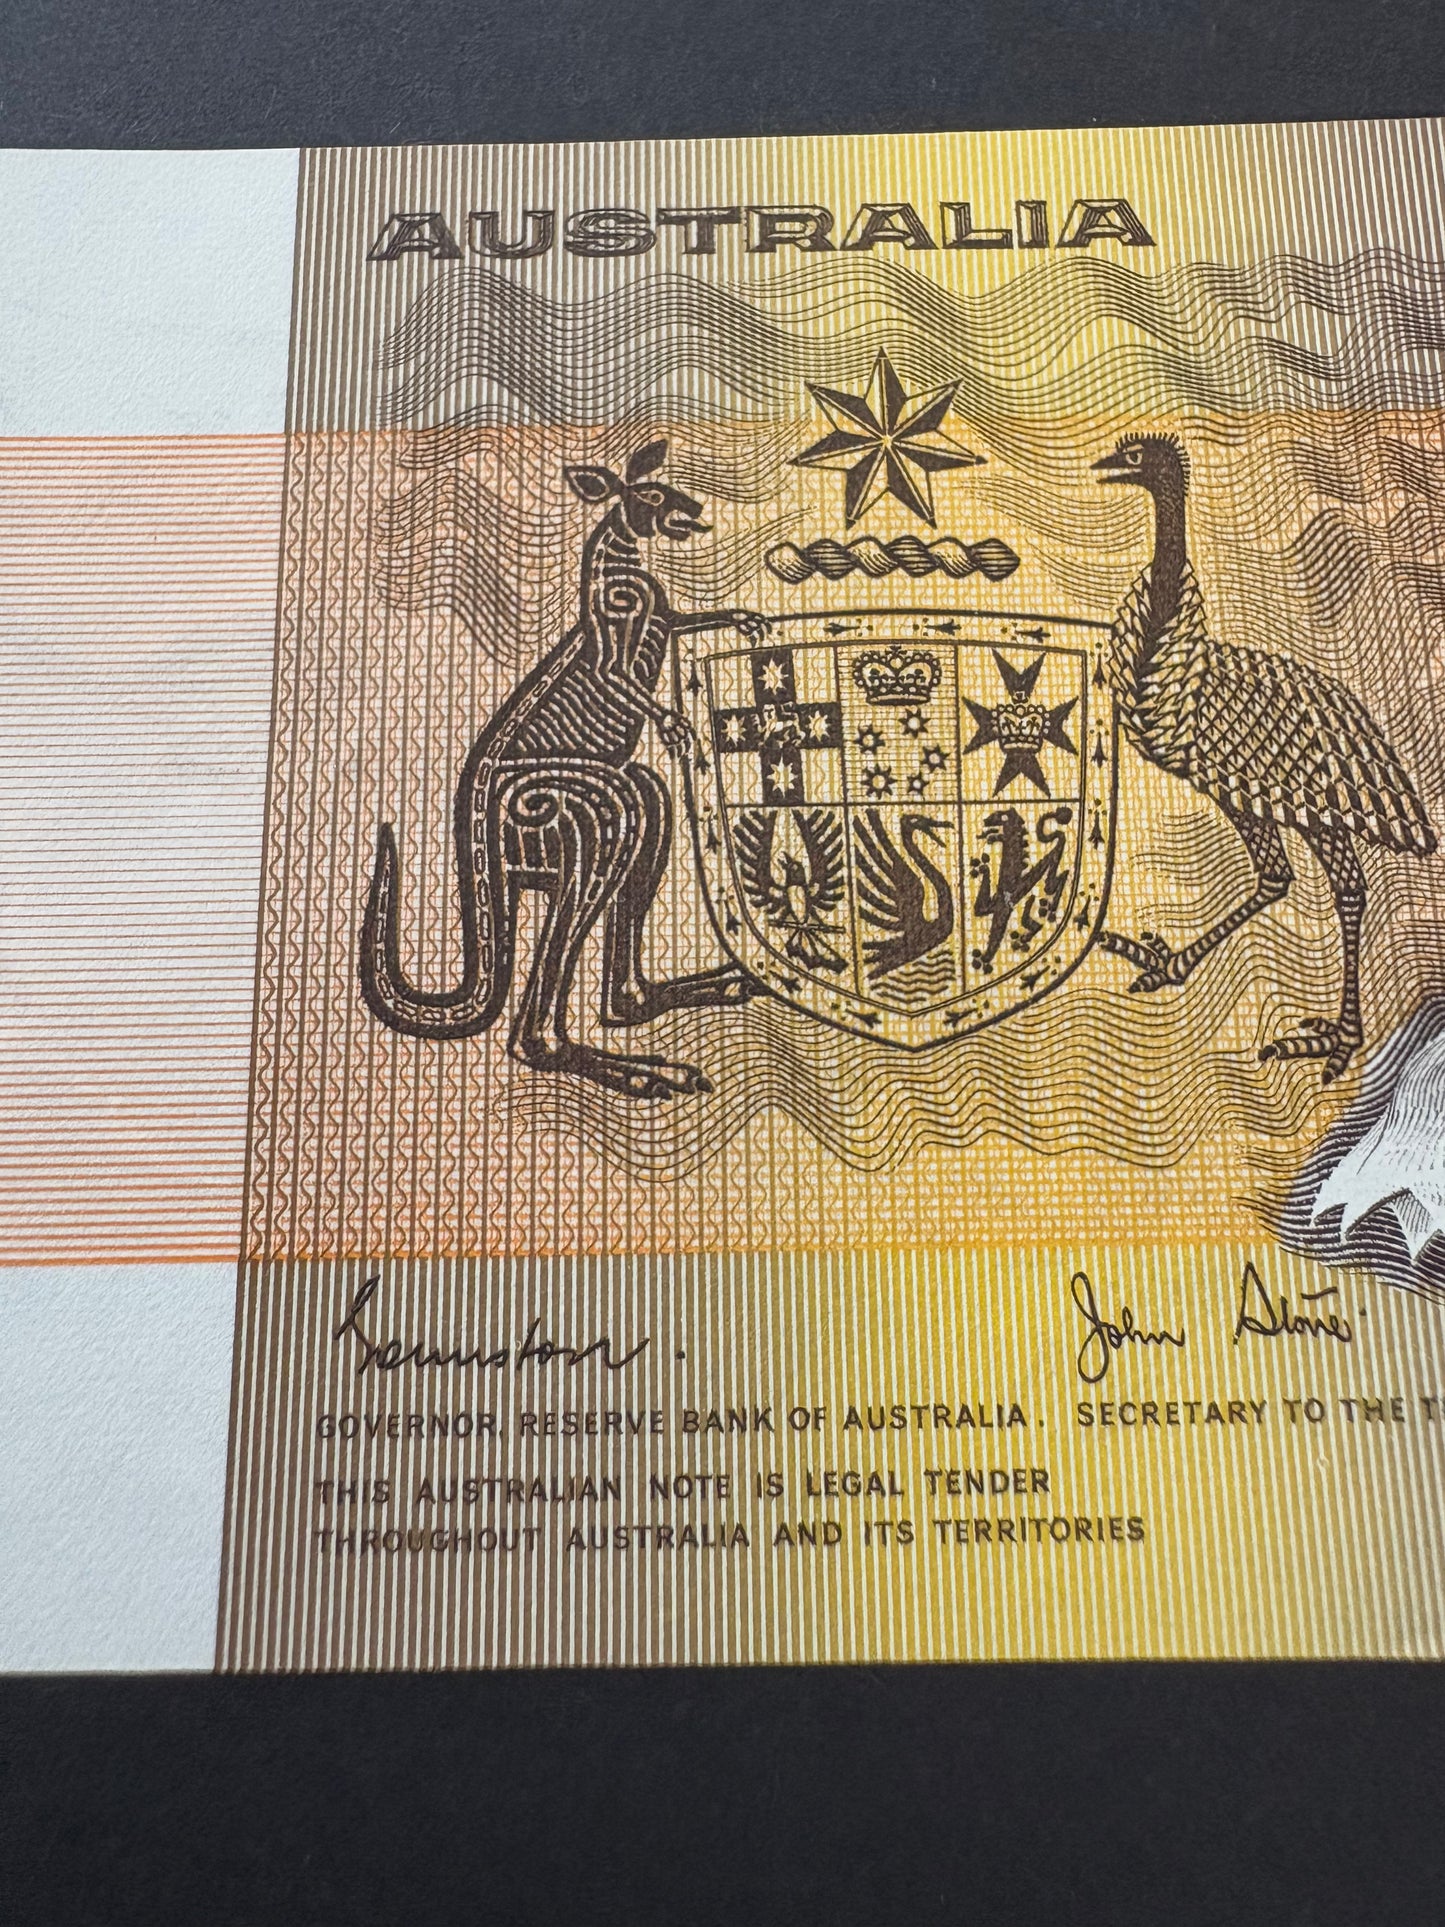 AUSTRALIA
Johnston. John Stone.
GOVERNOR, RESERVE BANK OF AUSTRALIA. SECRETARY TO THE T
THIS AUSTRALIAN NOTE IS LEGAL TENDER
THROUGHOUT AUSTRALIA AND ITS TERRITORIES